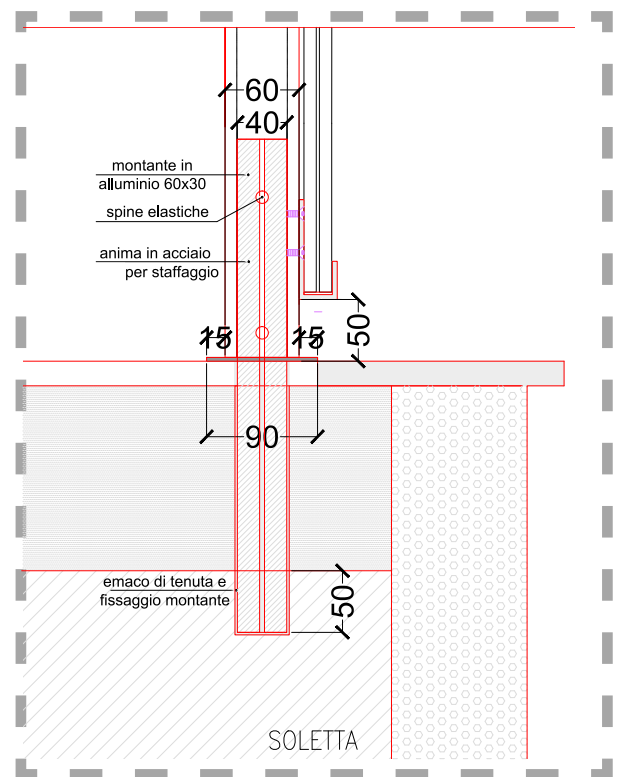 60
40
montante in
alluminio 60x30
spine elastiche
anima in acciaio
per staffaggio
15
15
50
90
emaco di tenuta e
fissaggio montante
50
SOLETTA